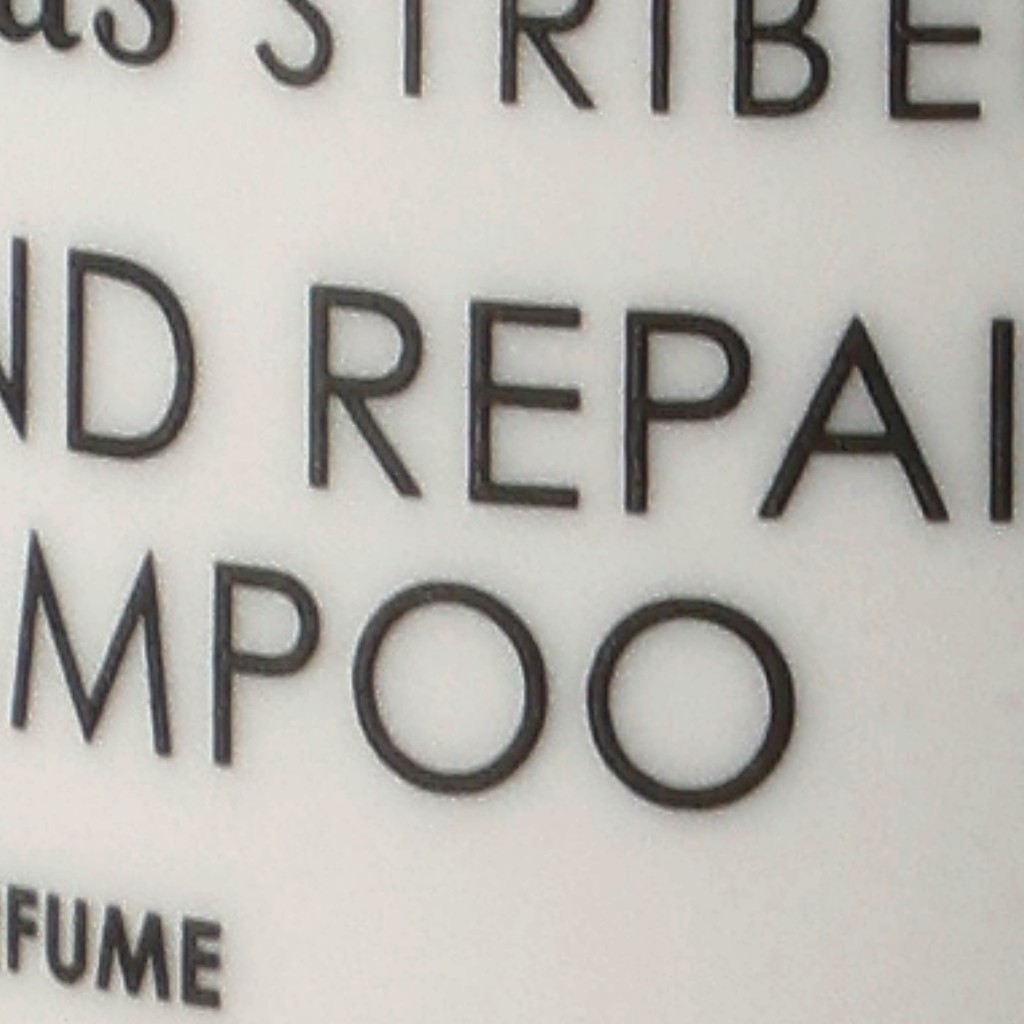 as STRIBE
ND REPAI
MPOO
FUME